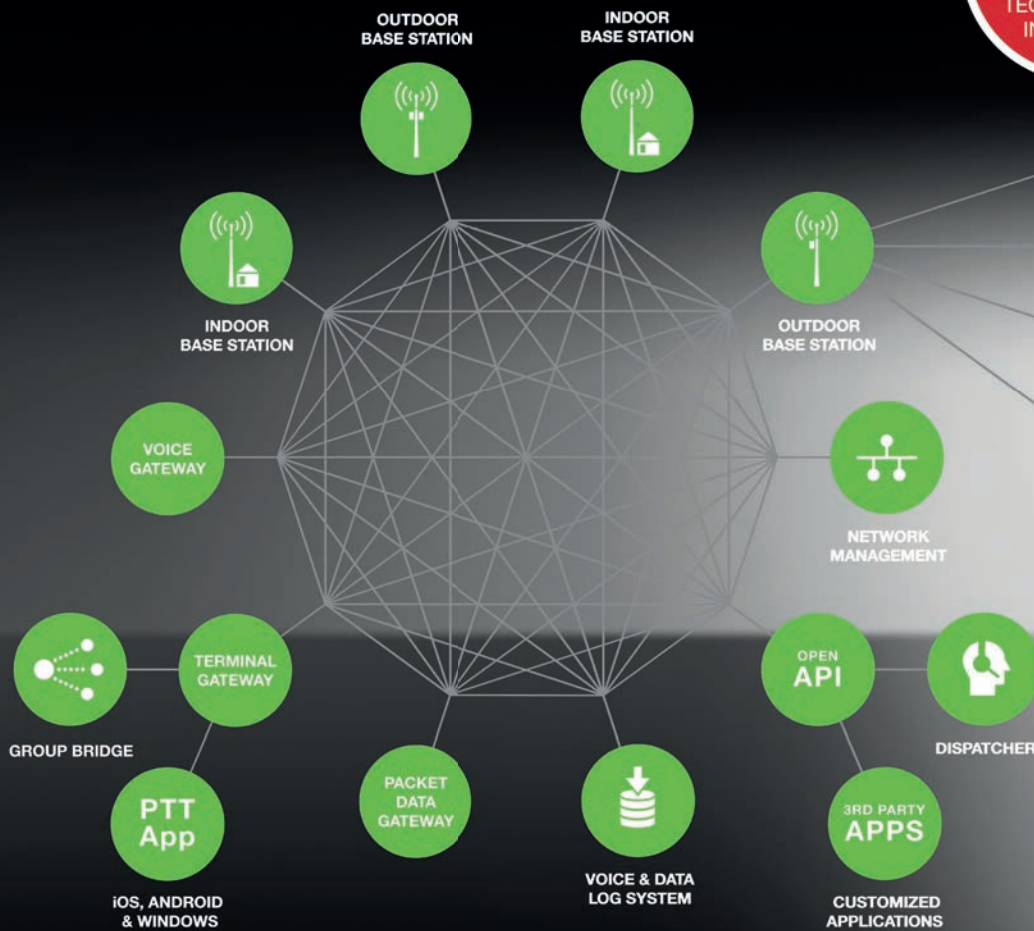 OUTDOOR
BASE STATION
INDOOR
BASE STATION
INDOOR
BASE STATION
OUTDOOR
BASE STATION
VOICE
GATEWAY
NETWORK
MANAGEMENT
TERMINAL
GATEWAY
GROUP BRIDGE
OPEN
API
DISPATCHER
PTT
App
iOS, ANDROID
& WINDOWS
PACKET
DATA
GATEWAY
VOICE & DATA
LOG SYSTEM
3RD PARTY
APPS
CUSTOMIZED
APPLICATIONS